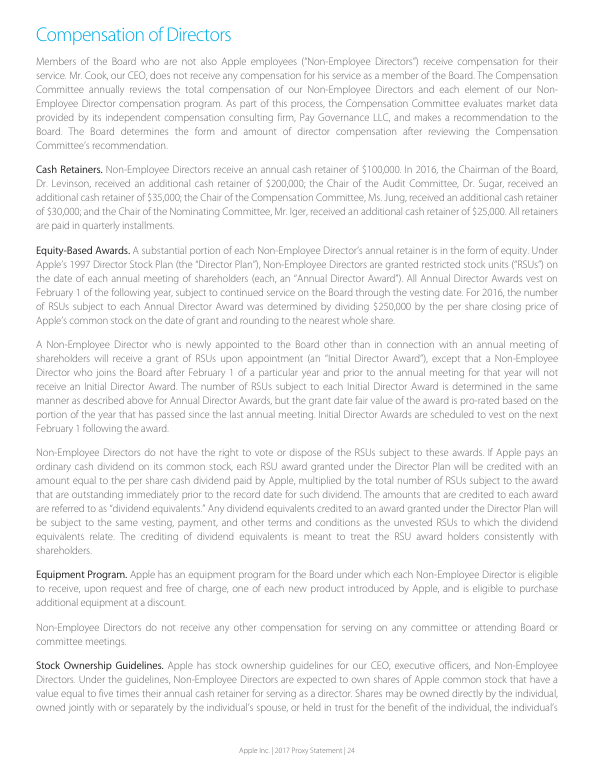 Compensation of Directors
Members of the Board who are not also Apple employees (“Non-Employee Directors”) receive compensation for their
service. Mr. Cook, our CEO, does not receive any compensation for his service as a member of the Board. The Compensation
Committee annually reviews the total compensation of our Non-Employee Directors and each element of our Non-
Employee Director compensation program. As part of this process, the Compensation Committee evaluates market data
provided by its independent compensation consulting firm, Pay Governance LLC, and makes a recommendation to the
Board. The Board determines the form and amount of director compensation after reviewing the Compensation
Committee’s recommendation.
Cash Retainers. Non-Employee Directors receive an annual cash retainer of $100,000. In 2016, the Chairman of the Board,
Dr. Levinson, received an additional cash retainer of $200,000; the Chair of the Audit Committee, Dr. Sugar, received an
additional cash retainer of $35,000; the Chair of the Compensation Committee, Ms. Jung, received an additional cash retainer
of $30,000; and the Chair of the Nominating Committee, Mr. Iger, received an additional cash retainer of $25,000. All retainers
are paid in quarterly installments.
Equity-Based Awards. A substantial portion of each Non-Employee Director’s annual retainer is in the form of equity. Under
Apple’s 1997 Director Stock Plan (the “Director Plan”), Non-Employee Directors are granted restricted stock units (“RSUs”) on
the date of each annual meeting of shareholders (each, an “Annual Director Award”). All Annual Director Awards vest on
February 1 of the following year, subject to continued service on the Board through the vesting date. For 2016, the number
of RSUs subject to each Annual Director Award was determined by dividing $250,000 by the per share closing price of
Apple’s common stock on the date of grant and rounding to the nearest whole share.
A Non-Employee Director who is newly appointed to the Board other than in connection with an annual meeting of
shareholders will receive a grant of RSUs upon appointment (an “Initial Director Award”), except that a Non-Employee
Director who joins the Board after February 1 of a particular year and prior to the annual meeting for that year will not
receive an Initial Director Award. The number of RSUs subject to each Initial Director Award is determined in the same
manner as described above for Annual Director Awards, but the grant date fair value of the award is pro-rated based on the
portion of the year that has passed since the last annual meeting. Initial Director Awards are scheduled to vest on the next
February 1 following the award.
Non-Employee Directors do not have the right to vote or dispose of the RSUs subject to these awards. If Apple pays an
ordinary cash dividend on its common stock, each RSU award granted under the Director Plan will be credited with an
amount equal to the per share cash dividend paid by Apple, multiplied by the total number of RSUs subject to the award
that are outstanding immediately prior to the record date for such dividend. The amounts that are credited to each award
are referred to as “dividend equivalents.” Any dividend equivalents credited to an award granted under the Director Plan will
be subject to the same vesting, payment, and other terms and conditions as the unvested RSUs to which the dividend
equivalents relate. The crediting of dividend equivalents is meant to treat the RSU award holders consistently with
shareholders.
Equipment Program. Apple has an equipment program for the Board under which each Non-Employee Director is eligible
to receive, upon request and free of charge, one of each new product introduced by Apple, and is eligible to purchase
additional equipment at a discount.
Non-Employee Directors do not receive any other compensation for serving on any committee or attending Board or
committee meetings.
Stock Ownership Guidelines. Apple has stock ownership guidelines for our CEO, executive officers, and Non-Employee
Directors. Under the guidelines, Non-Employee Directors are expected to own shares of Apple common stock that have a
value equal to five times their annual cash retainer for serving as a director. Shares may be owned directly by the individual,
owned jointly with or separately by the individual’s spouse, or held in trust for the benefit of the individual, the individual’s
Apple Inc. | 2017 Proxy Statement | 24